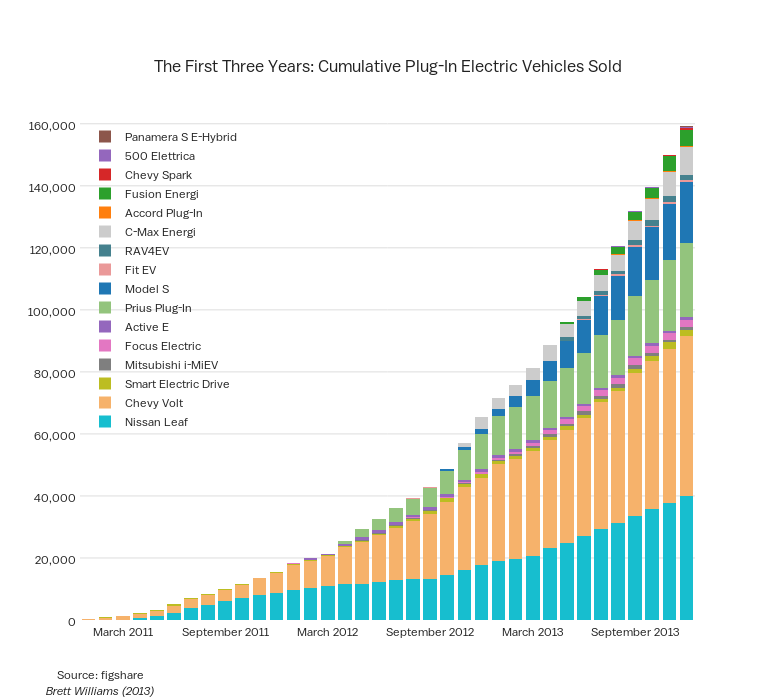 The First Three Years: Cumulative Plug-In Electric Vehicles Sold
160,000
140,000
120,000
100,000
80,000
60,000
40,000
20,000
0
Panamera S E-Hybrid
500 Elettrica
Chevy Spark
Fusion Energi
Accord Plug-In
C-Max Energi
RAV4EV
Fit EV
Model S
Prius Plug-In
Active E
Focus Electric
Mitsubishi i-MiEV
Smart Electric Drive
Chevy Volt
Nissan Leaf
March 2011 September 2011 March 2012 September 2012 March 2013 September 2013
Source: figshare
Brett Williams (2013)